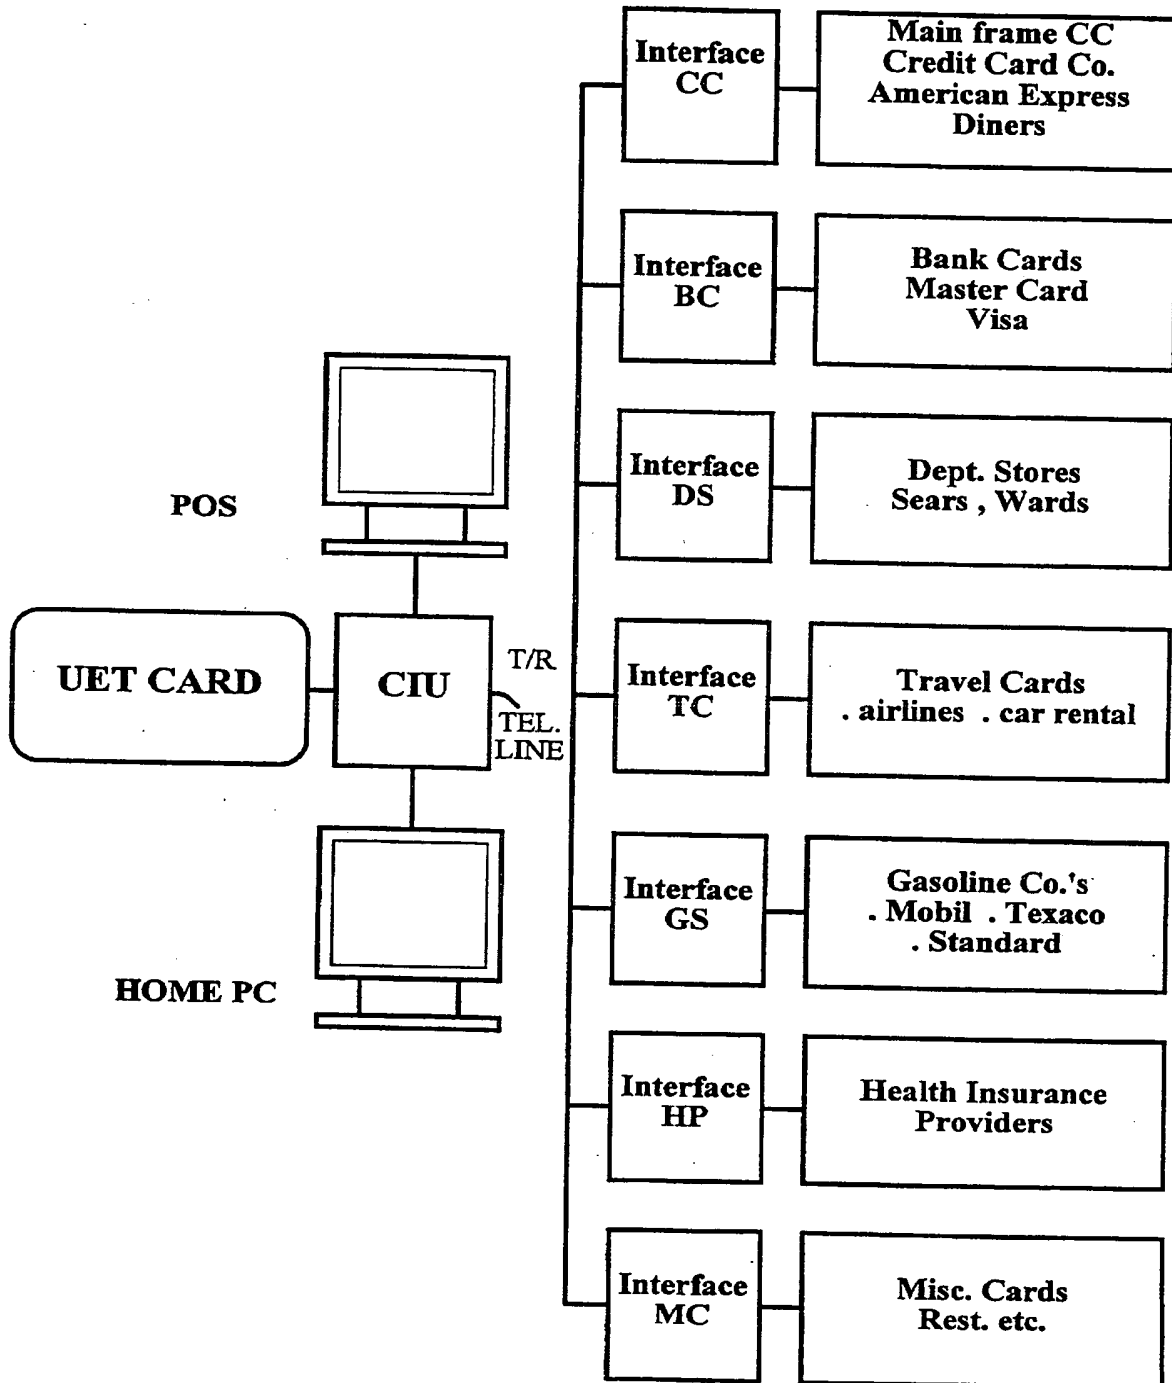 Interface
CC
Main frame CC
Credit Card Co.
American Express
Diners
Interface
BC
Bank Cards
Master Card
Visa
Interface
DS
Dept. Stores
Sears , Wards
POS
UET CARD
CIU
T/R
TEL.
LINE
Interface
TC
Travel Cards
. airlines . car rental
Interface
GS
Gasoline Co.'s
. Mobil . Texaco
. Standard
HOME PC
Interface
HP
Health Insurance
Providers
Interface
MC
Misc. Cards
Rest. etc.